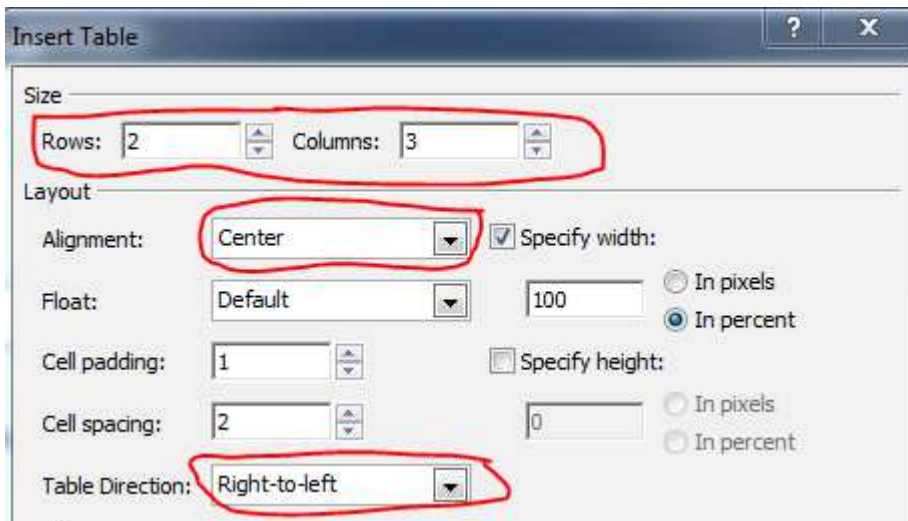 Insert Table ? x
Size
Rows: 2 Columns: 3
Layout
Alignment: Center Specify width:
Float: Default 100 In pixels
In percent
Cell padding: 1 Specify height:
Cell spacing: 2 0 In pixels
In percent
Table Direction: Right-to-left